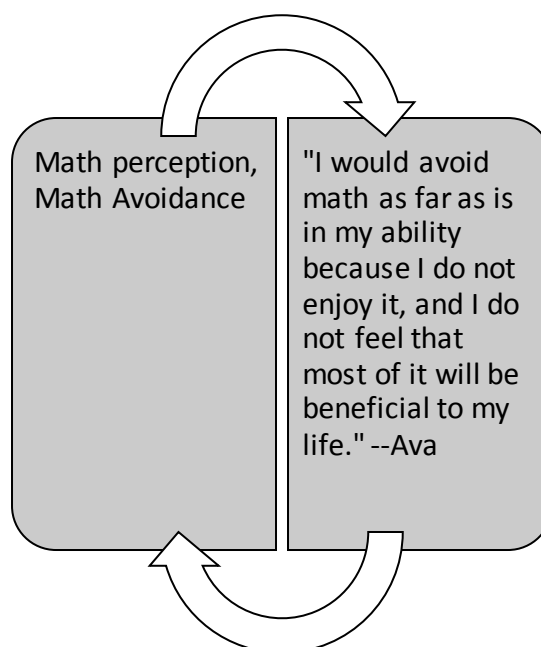 Math perception,
Math Avoidance
"I would avoid
math as far as is
in my ability
because I do not
enjoy it, and I do
not feel that
most of it will be
beneficial to my
life." --Ava